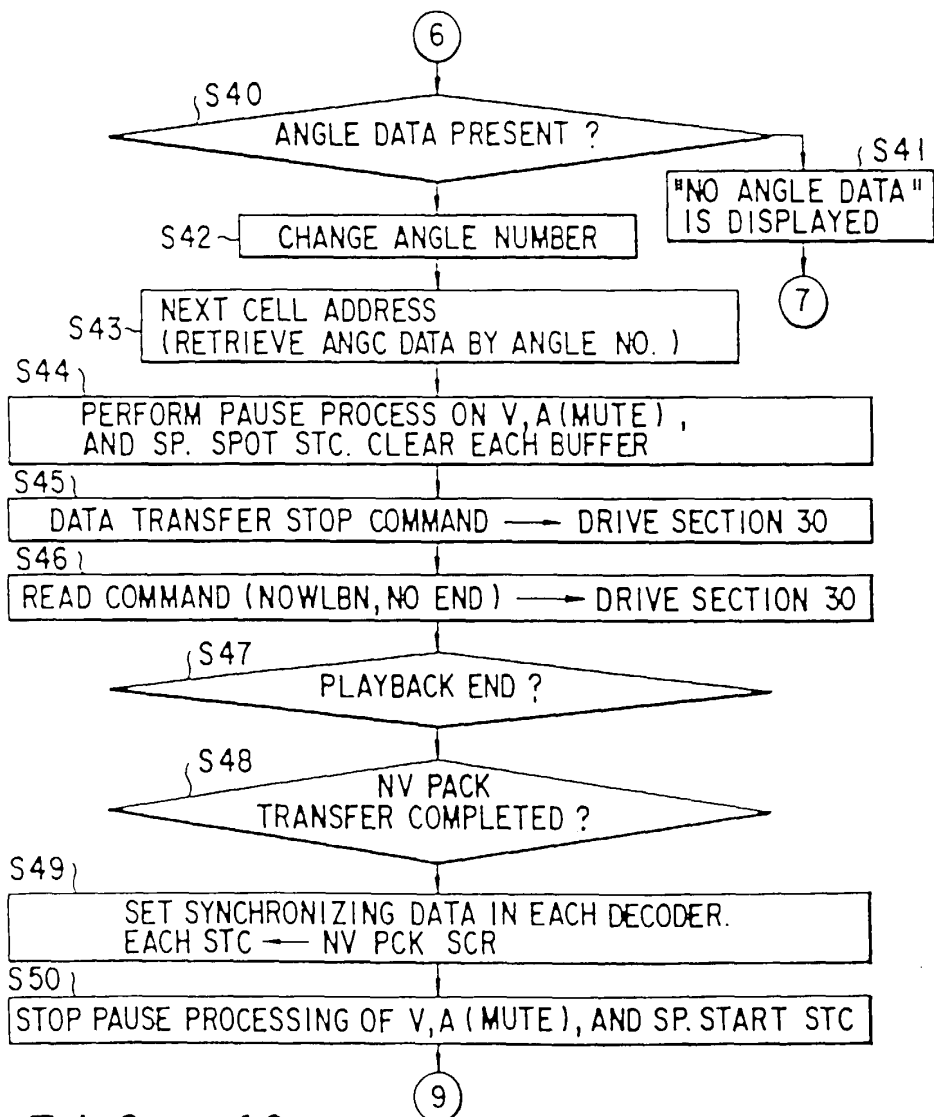 6
S40
ANGLE DATA PRESENT ?
S41
"NO ANGLE DATA"
IS DISPLAYED
7
S42
CHANGE ANGLE NUMBER
S43
NEXT CELL ADDRESS
(RETRIEVE ANGC DATA BY ANGLE NO. )
S44
PERFORM PAUSE PROCESS ON V, A (MUTE) ,
AND SP. SPOT STC. CLEAR EACH BUFFER
S45
DATA TRANSFER STOP COMMAND → DRIVE SECTION 30
S46
READ COMMAND (NOWLBN, NO END) → DRIVE SECTION 30
S47
PLAYBACK END ?
S48
NV PACK
TRANSFER COMPLETED ?
S49
SET SYNCHRONIZING DATA IN EACH DECODER.
EACH STC ← NV PCK SCR
S50
STOP PAUSE PROCESSING OF V, A (MUTE), AND SP. START STC
9